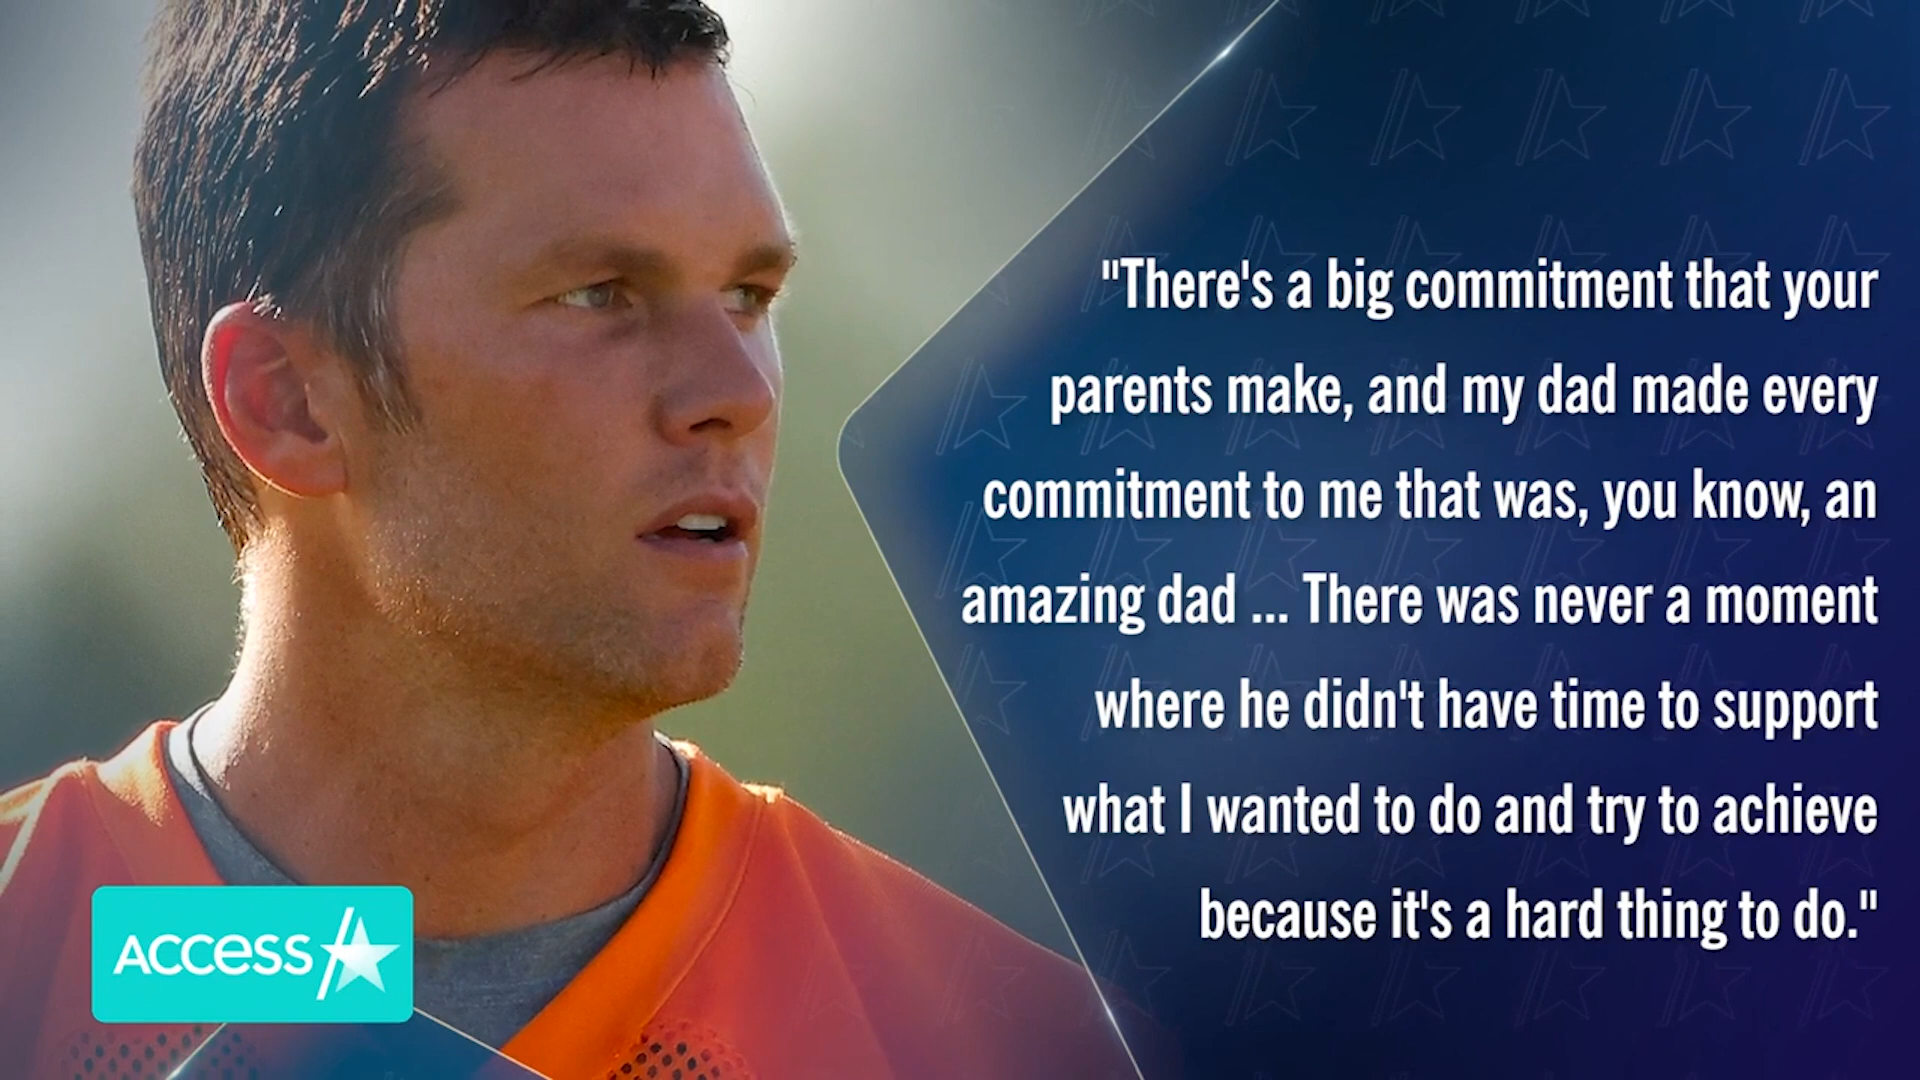 "There's a big commitment that your
parents make, and my dad made every
commitment to me that was, you know, an
amazing dad ... There was never a moment
where he didn't have time to support
what I wanted to do and try to achieve
because it's a hard thing to do."
ACCESS